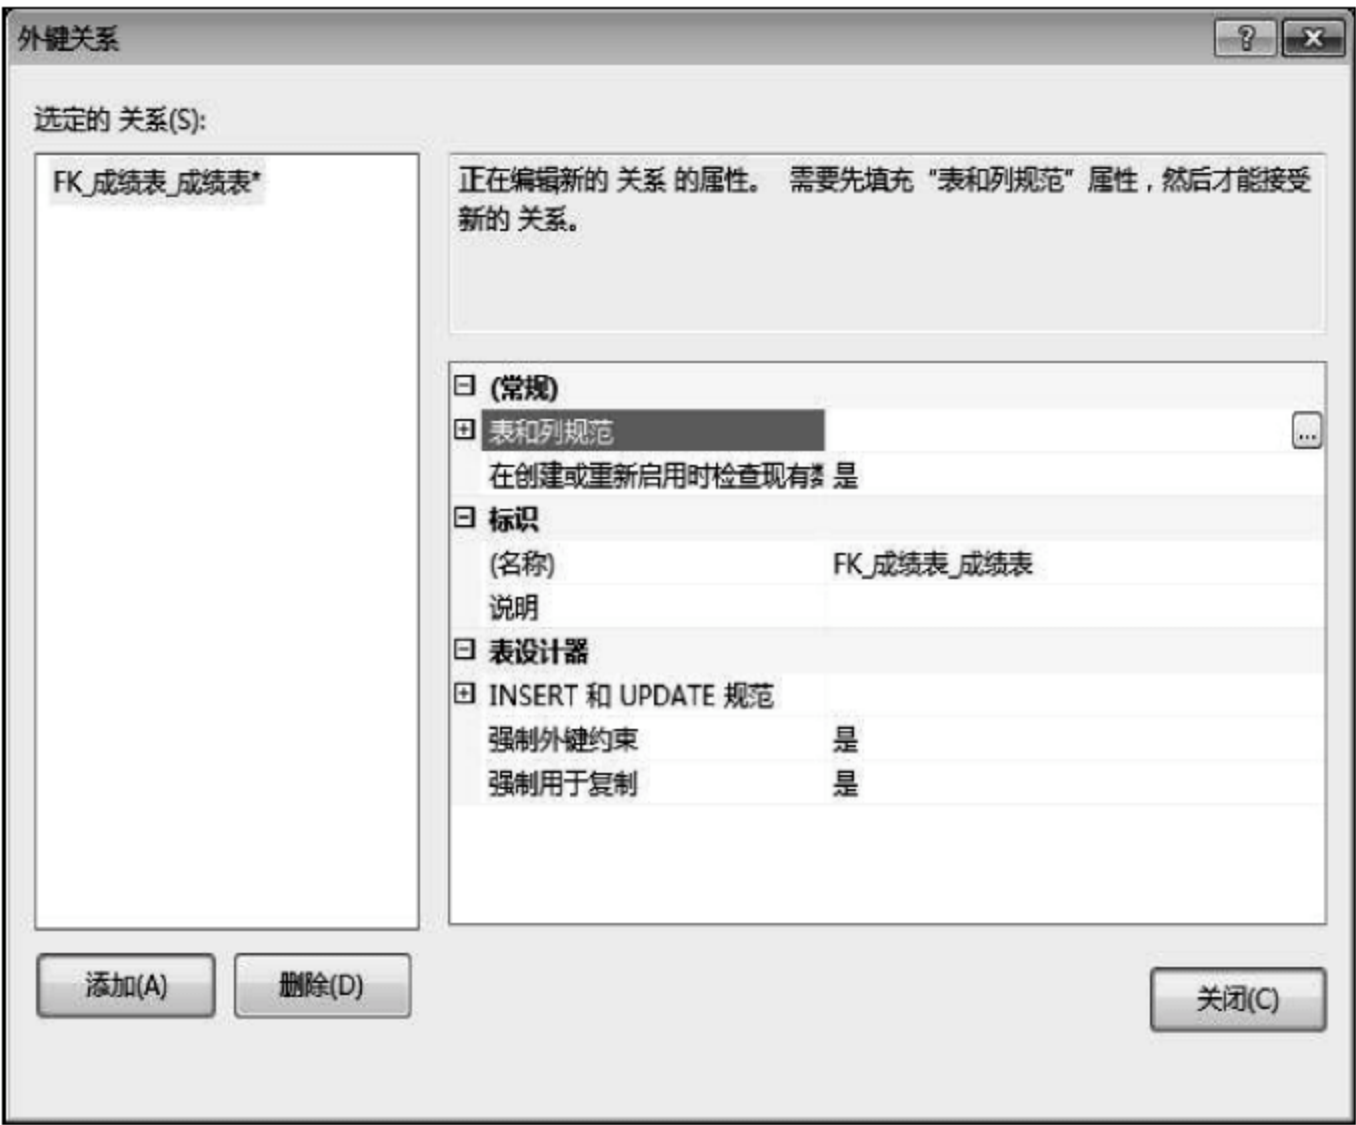 外键关系
选定的 关系(S):
FK_成绩表_成绩表*
正在编辑新的 关系 的属性。 需要先填充 “表和列规范” 属性，然后才能接受
新的 关系。
(常规)
表和列规范 ...
在创建或重新启用时检查现有数 是
标识
(名称) FK_成绩表_成绩表
说明
表设计器
INSERT 和 UPDATE 规范
强制外键约束 是
强制用于复制 是
添加(A) 删除(D)
关闭(C)